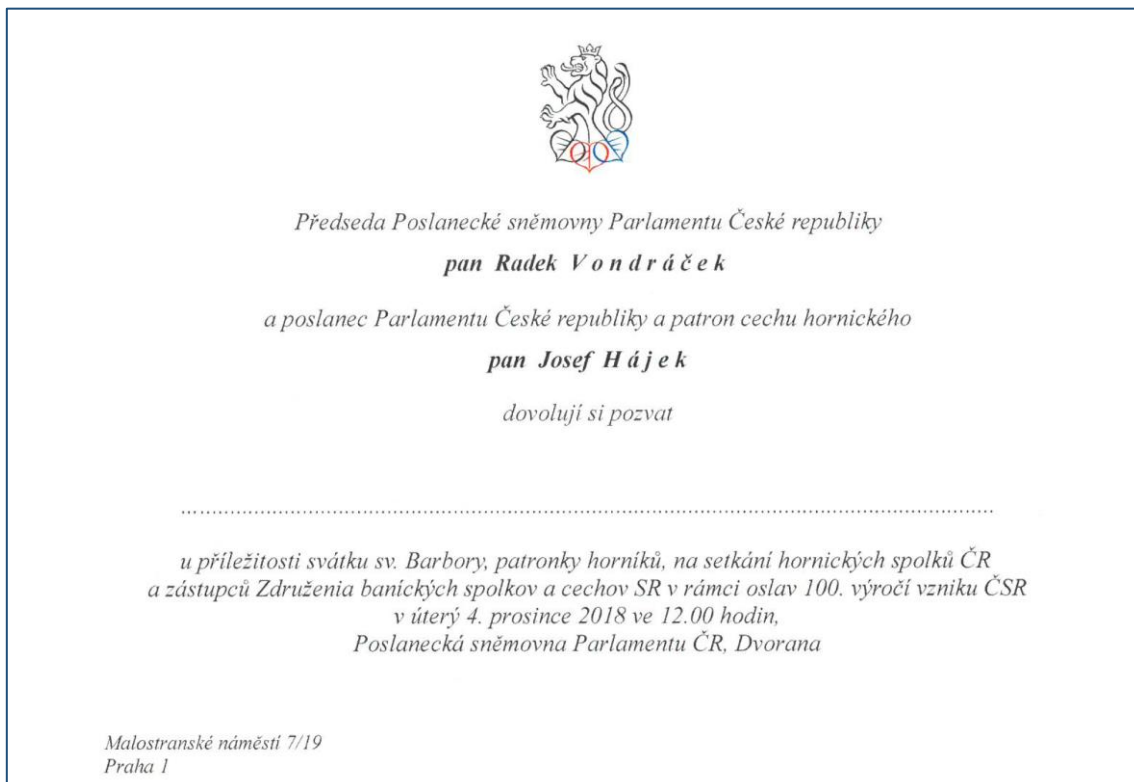 Předseda Poslanecké sněmovny Parlamentu České republiky
pan Radek Vondráček
a poslanec Parlamentu České republiky a patron cechu hornického
pan Josef Hájek
dovolují si pozvat
................................................................................................................................
u příležitosti svátku sv. Barbory, patronky horníků, na setkání hornických spolků ČR
a zástupců Združenia baníckých spolkov a cechov SR v rámci oslav 100. výročí vzniku ČSR
v úterý 4. prosince 2018 ve 12.00 hodin,
Poslanecká sněmovna Parlamentu ČR, Dvorana
Malostranské náměstí 7/19
Praha 1